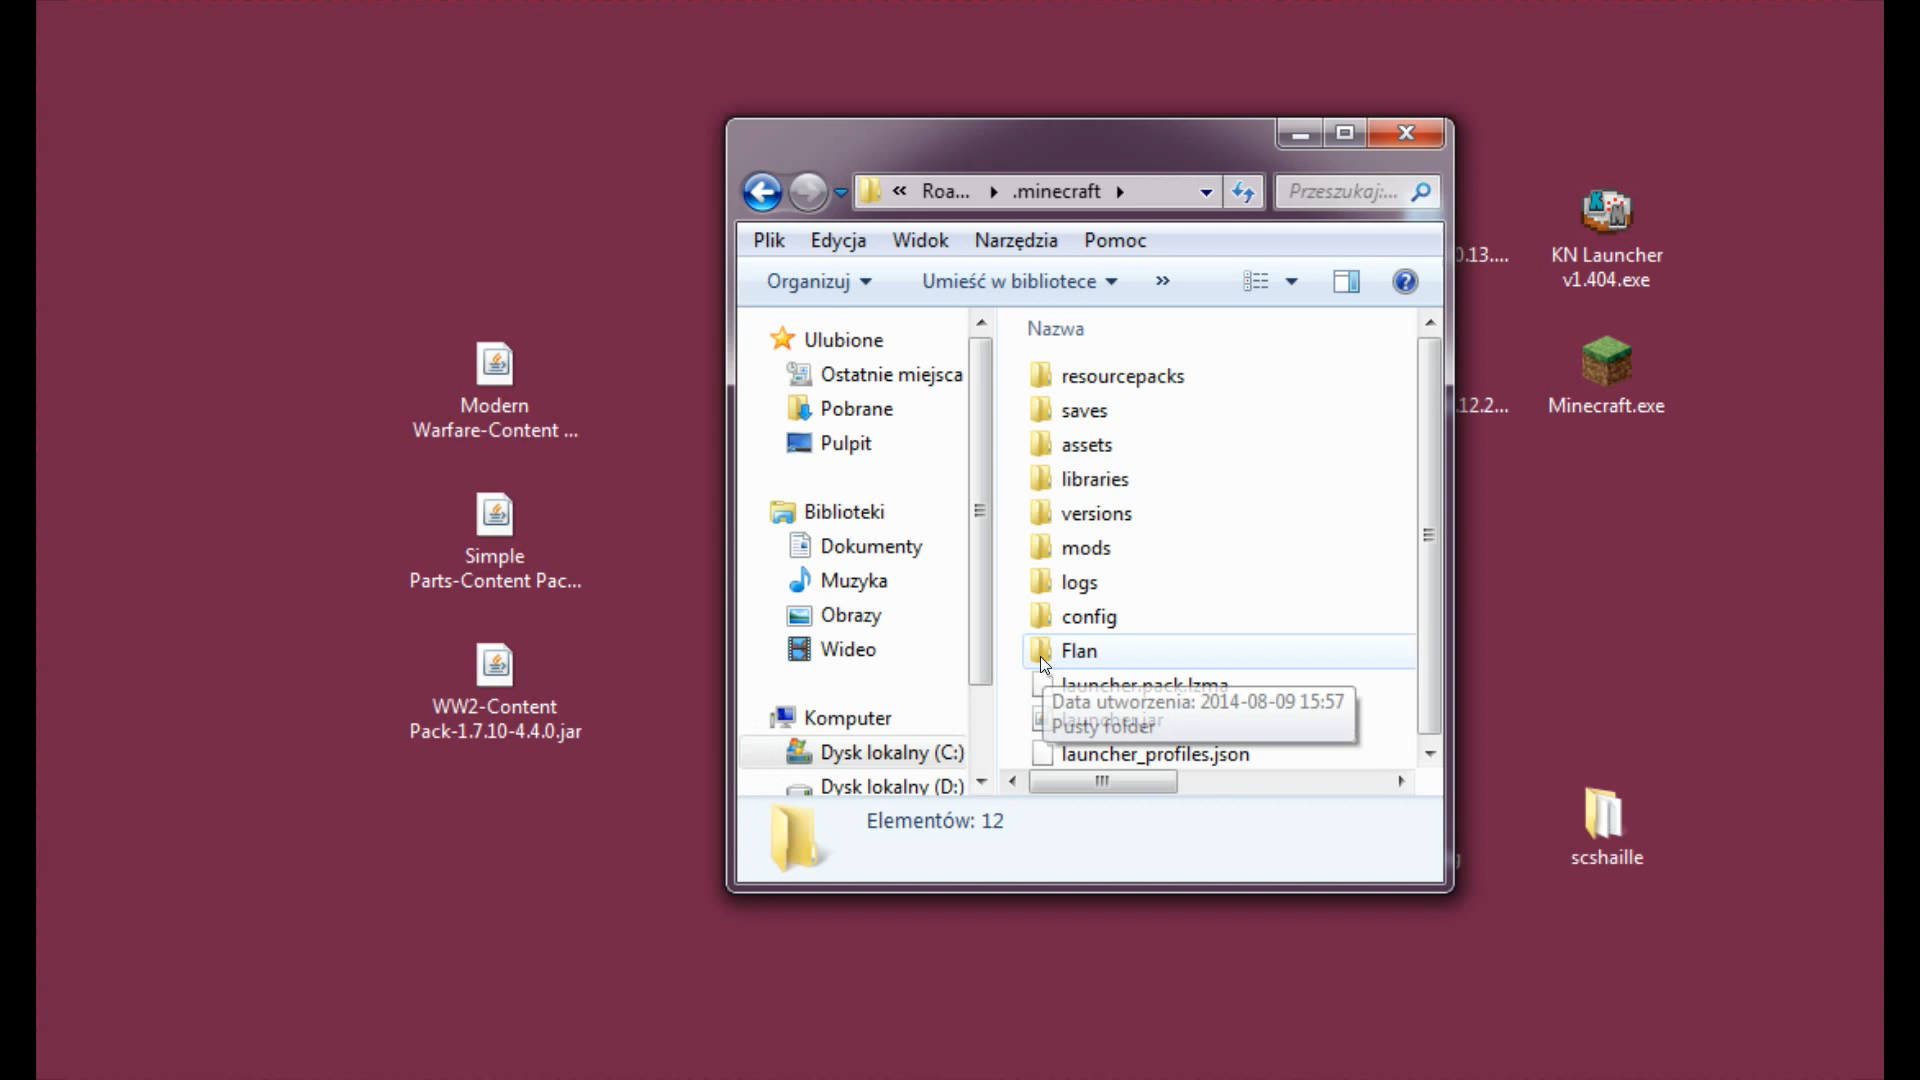 Roa...
.minecraft
Przeszukaj:...
Plik
Edycja
Widok
Narzędzia
Pomoc
Organizuj
Umieść w bibliotece
Ulubione
Ostatnie miejsca
Pobrane
Pulpit
Biblioteki
Dokumenty
Muzyka
Obrazy
Wideo
Komputer
Dysk lokalny (C:)
Dysk lokalny (D:)
Nazwa
resourcepacks
saves
assets
libraries
versions
mods
logs
config
Flan
launcher.pack.lzma
Data utworzenia: 2014-08-09 15:57
launcher.jar
Pusty folder
launcher_profiles.json
Elementów: 12
Modern
Warfare-Content ...
Simple
Parts-Content Pac...
WW2-Content
Pack-1.7.10-4.4.0.jar
0.13....
.12.2...
KN Launcher
v1.404.exe
Minecraft.exe
scshaille